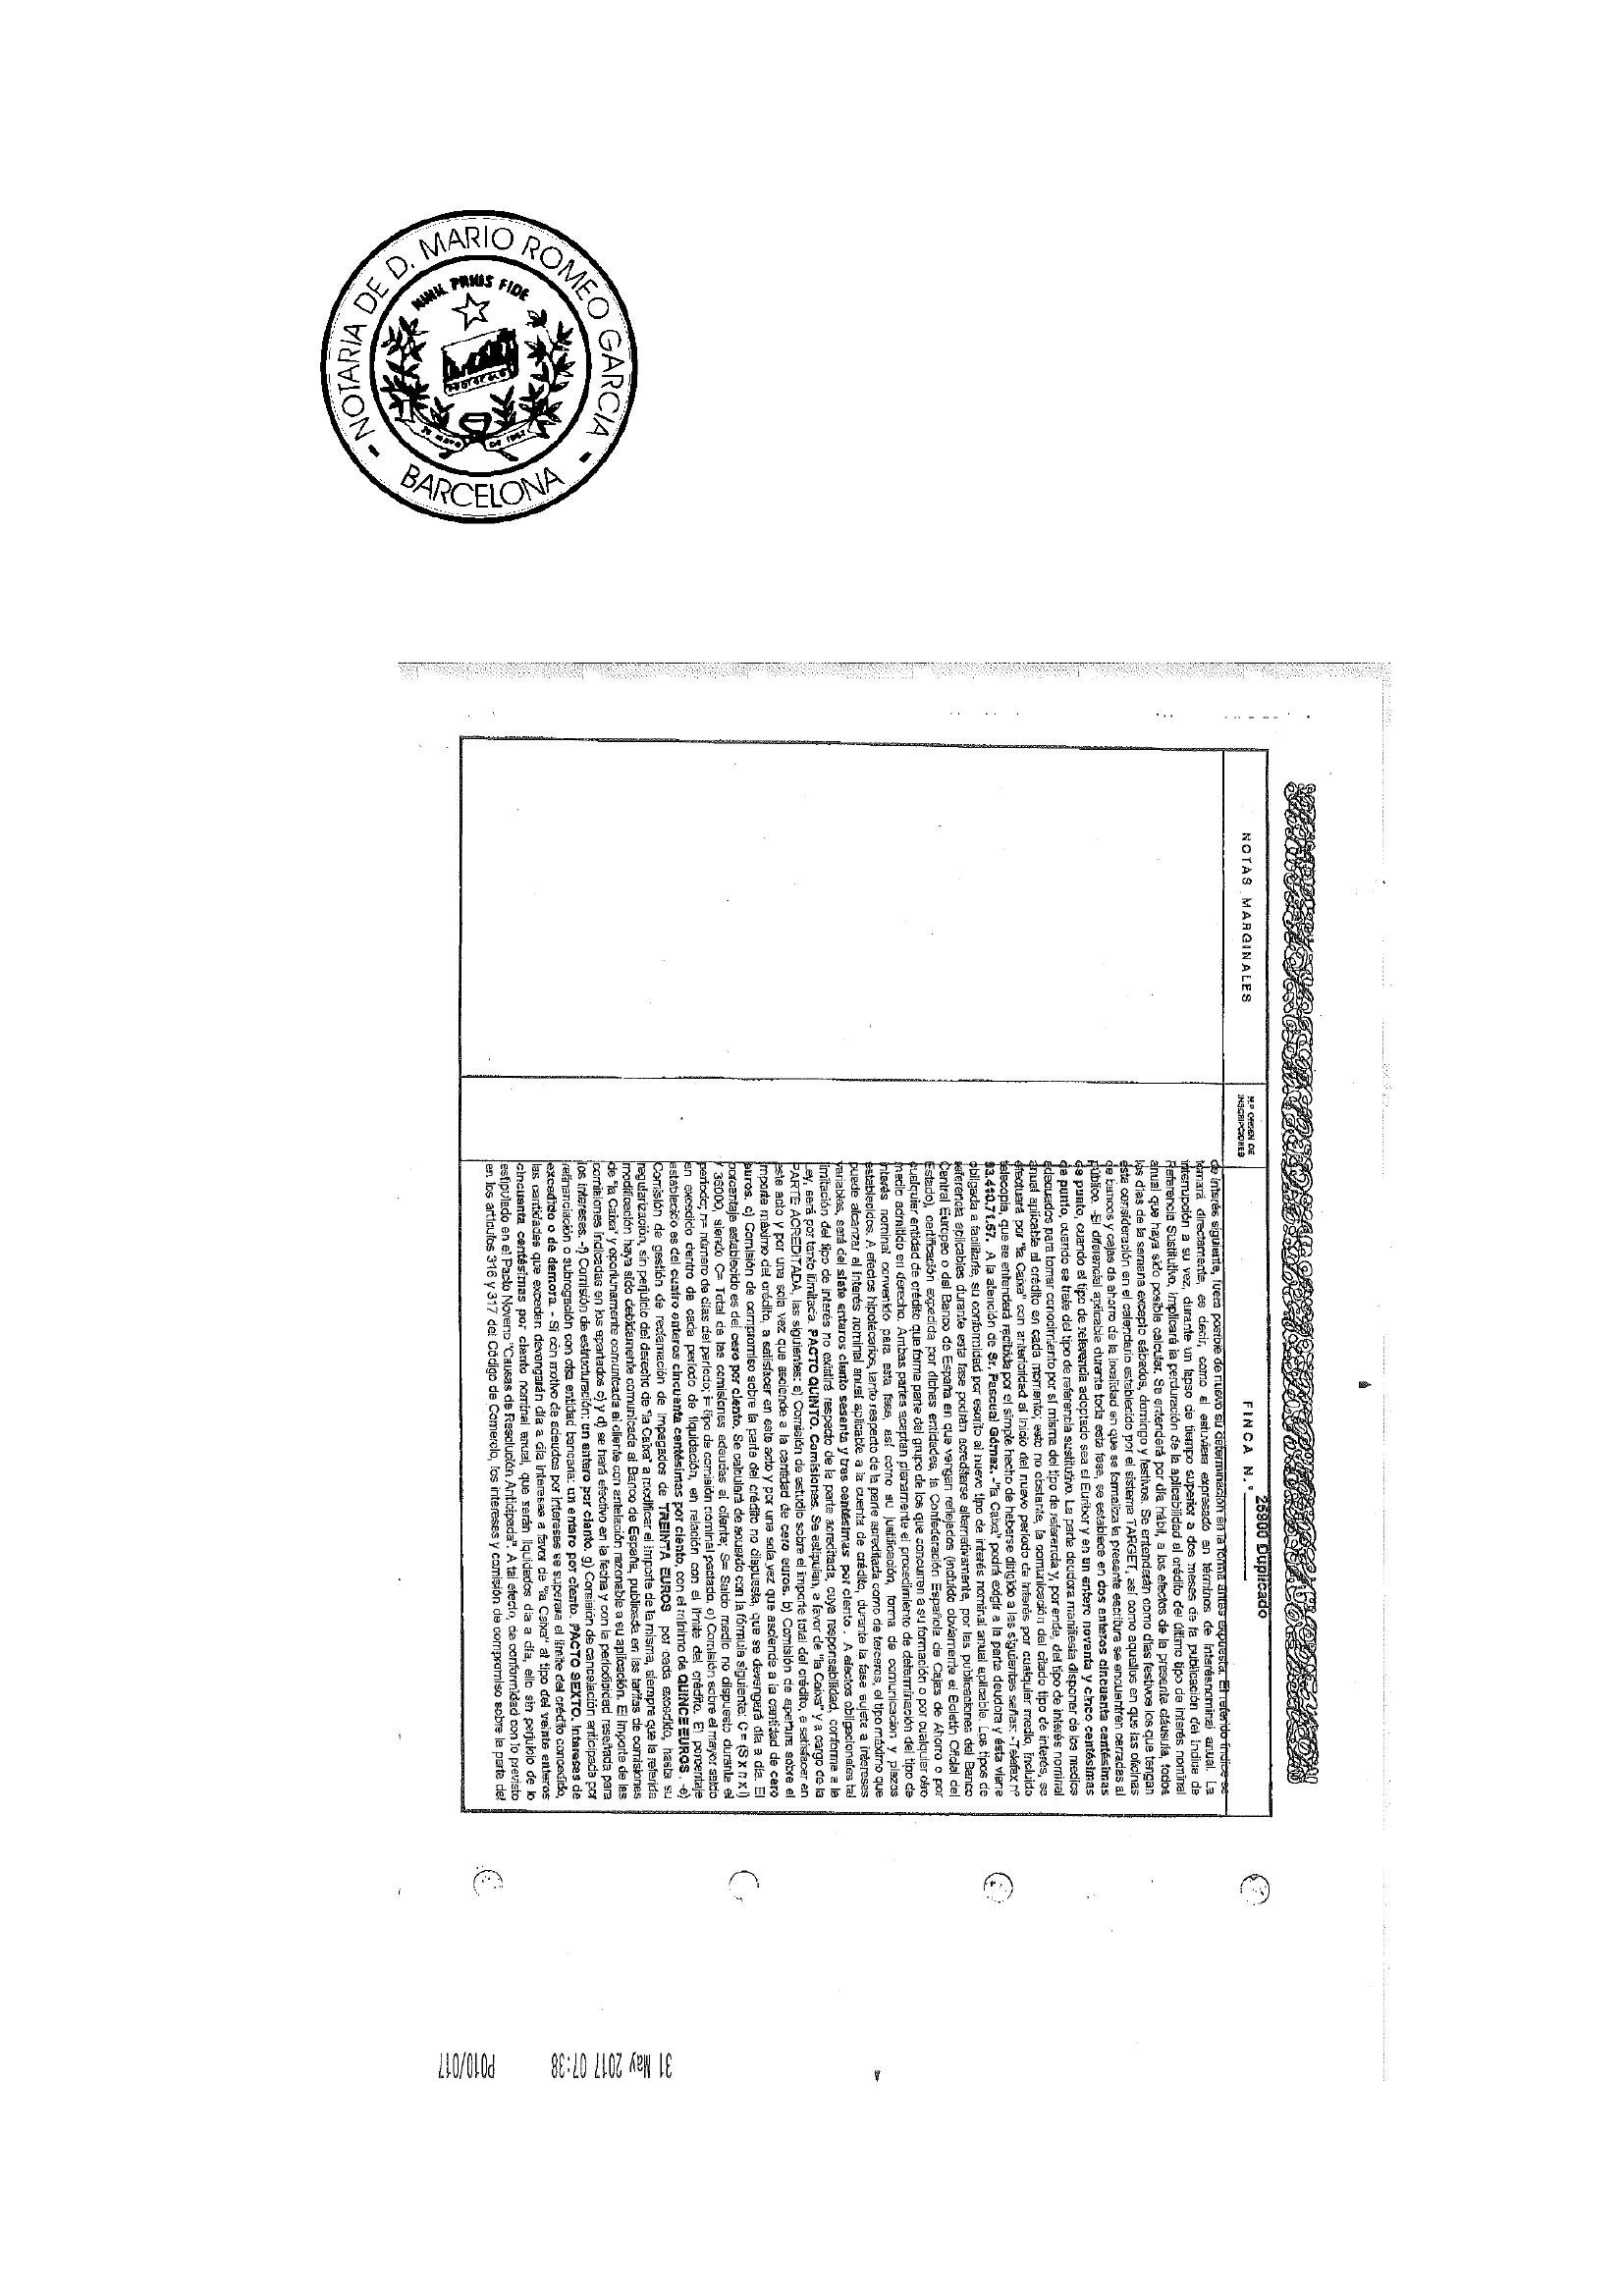 NOTARIA DE D. MARIO ROMEO GARCIA
BARCELONA
NIHIL PRIUS FIDE
NOTAS MARGINALES
N.º ORDEN DE
INSCRIPCIONES
FINCA N.º
25900 Duplicado
de interés siguiente, fuera posible de nuevo su determinación en la forma antes expuesta. El referido índice se
tomará directamente, es decir, como si estuviera expresado en términos de interés nominal anual. La
interrupción a su vez, durante un lapso de tiempo superior a dos meses de la publicación del Indice de
Referencia Sustitutivo, implicará la perduración de la aplicabilidad al crédito del último tipo de interés nominal
anual que haya sido posible calcular. Se entenderá por día hábil, a los efectos de la presente cláusula, todos
los días de la semana excepto sábados, domingo y festivos. Se entenderán como días festivos los que tengan
esta consideración en el calendario establecido por el sistema TARGET, así como aquellos en que las oficinas
de bancos y cajas de ahorro de la localidad en que se formaliza la presente escritura se encuentren cerradas al
Público. -El diferencial aplicable durante toda esta fase, se establece en dos enteros cincuenta centésimas
de punto, cuando el tipo de relevancia adoptado sea el Euribor y en un entero noventa y cinco centésimas
de punto, cuando se trate del tipo de referencia sustitutivo. La parte deudora manifiesta disponer de los medios
adecuados para tomar conocimiento por si misma del tipo de referencia y, por ende, del tipo de interés nominal
anual aplicable al crédito en cada momento; esto no obstante, la comunicación del citado tipo de interés, se
efectuará por "la Caixa" con anterioridad al inicio del nuevo período de interés por cualquier medio, incluido
telecopia, que se entenderá recibida por el simple hecho de haberse dirigido a las siguientes señas: -Telefax nº
93.410.71.57. A la atención de Sr. Pascual Gómez. -"la Caixa" podrá exigir a la parte deudora y ésta viene
obligada a facilitarle, su conformidad por escrito al nuevo tipo de interés nominal anual aplicable. Los tipos de
referencia aplicables durante esta fase podrán acreditarse alternativamente, por las publicaciones del Banco
Central Europeo o del Banco de España en que vengan reflejados (incluido obviamente el Boletín Oficial del
Estado), certificación expedida por dichas entidades, la Confederación Española de Cajas de Ahorro o por
cualquier entidad de crédito que forme parte del grupo de los que concurren a su formación o por cualquier otro
medio admitido en derecho. Ambas partes aceptan plenamente el procedimiento de determinación del tipo de
interés nominal convenido para esta fase, así como su justificación, forma de comunicación y plazos
establecidos. A efectos hipotecarios, tanto respecto de la parte acreditada como de terceros, el tipo máximo que
puede alcanzar el interés nominal anual aplicable a la cuenta de crédito, durante la fase sujeta a intereses
variables, será del siete enteros ciento sesenta y tres centésimas por ciento . A efectos obligacionales tal
limitación del tipo de interés no existirá respecto de la parte acreditada, cuya responsabilidad, conforme a la
Ley, será por tanto ilimitada. PACTO QUINTO. Comisiones. Se estipulan, a favor de "la Caixa" y a cargo de la
PARTE ACREDITADA, las siguientes: a) Comisión de estudio sobre el importe total del crédito, a satisfacer en
este acto y por una sola vez que asciende a la cantidad de cero euros. b) Comisión de apertura sobre el
importe máximo del crédito, a satisfacer en este acto y por una sola vez que asciende a la cantidad de cero
euros. c) Comisión de compromiso sobre la parte del crédito no dispuesta, que se devengará día a día. El
porcentaje establecido es del cero por ciento. Se calculará de acuerdo con la fórmula siguiente: C= (S x n x i)
/ 36000, siendo C= Total de las comisiones adeudas al cliente; S= Saldo medio no dispuesto durante el
período; n= número de días del período; i= tipo de comisión nominal pactado. d) Comisión sobre el mayor saldo
en excedido dentro de cada período de liquidación, en relación con el límite del crédito. El porcentaje
establecido es del cuatro enteros cincuenta centésimas por ciento, con el mínimo de QUINCE EUROS. -e)
Comisión de gestión de reclamación de impagados de TREINTA EUROS por cada excedido, hasta su
regularización, sin perjuicio del derecho de "la Caixa" a modificar el importe de la misma, siempre que la referida
modificación haya sido debidamente comunicada al Banco de España, publicada en las tarifas de comisiones
de "la Caixa" y oportunamente comunicada al cliente con antelación razonable a su aplicación. El importe de las
comisiones indicadas en los apartados c) y d) se hará efectivo en la fecha y con la periodicidad reseñada para
los intereses. -f) Comisión de estructuración: un entero por ciento. g) Comisión de cancelación anticipada por
refinanciación o subrogación con otra entidad bancaria: un entero por ciento. PACTO SEXTO. Intereses de
excedido o de demora. - Si con motivo de adeudos por intereses se superara el límite del crédito concedido,
las cantidades que excedan devengarán día a día intereses a favor de "la Caixa" al tipo del veinte enteros
cincuenta centésimas por ciento nominal anual, que serán liquidados día a día, ello sin perjuicio de lo
estipulado en el Pacto Noveno "Causas de Resolución Anticipada". A tal efecto, de conformidad con lo previsto
en los artículos 316 y 317 del Código de Comercio, los intereses y comisión de compromiso sobre la parte del
31 May 2017 07:38 P010/017